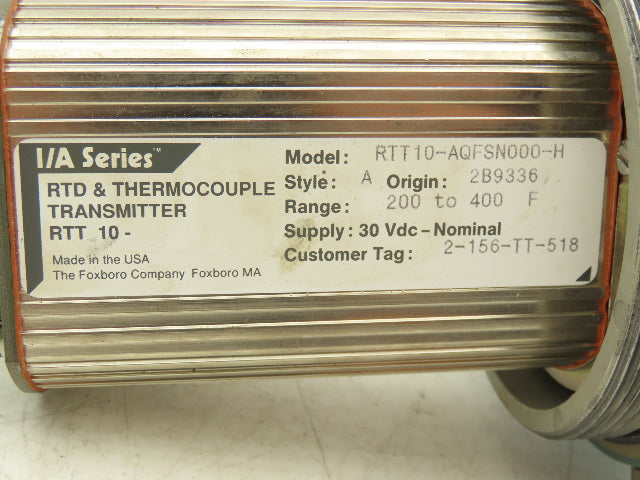 I/A Series™
RTD & THERMOCOUPLE
TRANSMITTER
RTT 10 -
Made in the USA
The Foxboro Company Foxboro MA
Model: RTT10-AQFSN000-H
Style: A Origin: 2B9336
Range: 200 to 400 F
Supply: 30 Vdc - Nominal
Customer Tag: 2-156-TT-518